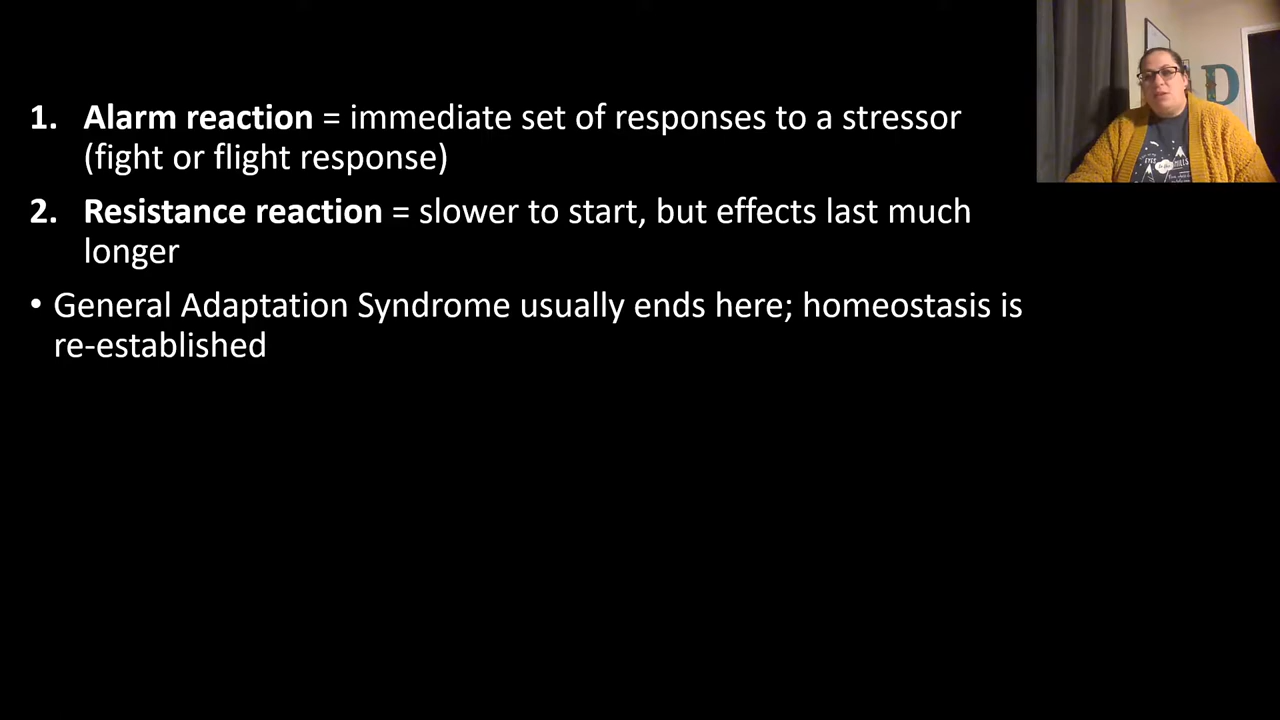 1. Alarm reaction = immediate set of responses to a stressor
(fight or flight response)
2. Resistance reaction = slower to start, but effects last much
longer
• General Adaptation Syndrome usually ends here; homeostasis is
re-established
D